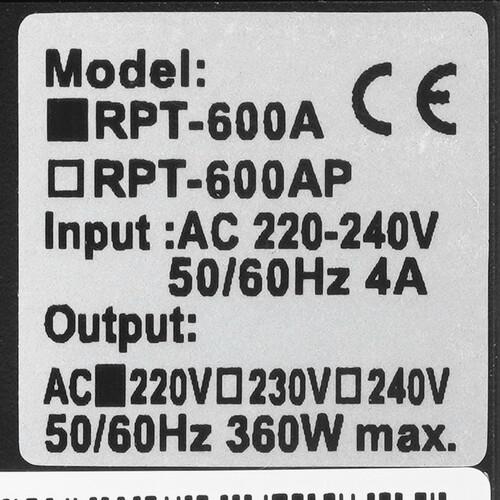 Model:
■RPT-600A CE
□RPT-600AP
Input :AC 220-240V
50/60Hz 4A
Output:
AC■220V□230V□240V
50/60Hz 360W max.